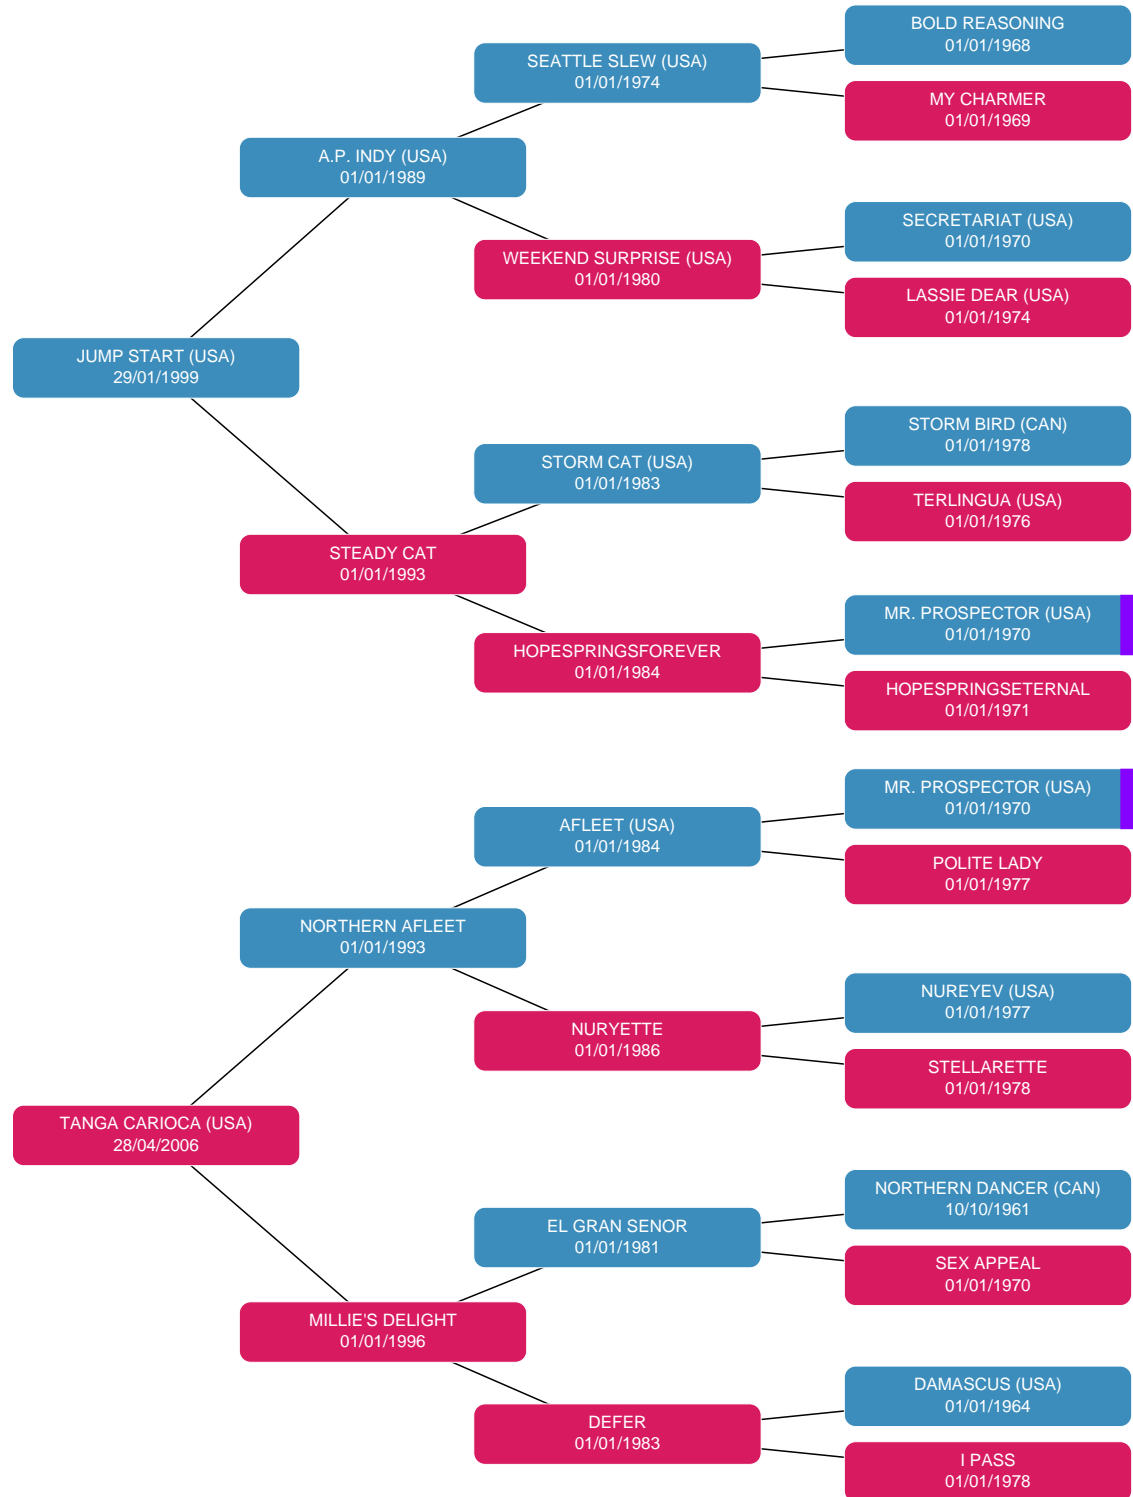 BOLD REASONING
01/01/1968
SEATTLE SLEW (USA)
01/01/1974
MY CHARMER
01/01/1969
A.P. INDY (USA)
01/01/1989
SECRETARIAT (USA)
01/01/1970
WEEKEND SURPRISE (USA)
01/01/1980
LASSIE DEAR (USA)
01/01/1974
JUMP START (USA)
29/01/1999
STORM BIRD (CAN)
01/01/1978
STORM CAT (USA)
01/01/1983
TERLINGUA (USA)
01/01/1976
STEADY CAT
01/01/1993
MR. PROSPECTOR (USA)
01/01/1970
HOPESPRINGSFOREVER
01/01/1984
HOPESPRINGSETERNAL
01/01/1971
MR. PROSPECTOR (USA)
01/01/1970
AFLEET (USA)
01/01/1984
POLITE LADY
01/01/1977
NORTHERN AFLEET
01/01/1993
NUREYEV (USA)
01/01/1977
NURYETTE
01/01/1986
STELLARETTE
01/01/1978
TANGA CARIOCA (USA)
28/04/2006
NORTHERN DANCER (CAN)
10/10/1961
EL GRAN SENOR
01/01/1981
SEX APPEAL
01/01/1970
MILLIE'S DELIGHT
01/01/1996
DAMASCUS (USA)
01/01/1964
DEFER
01/01/1983
I PASS
01/01/1978